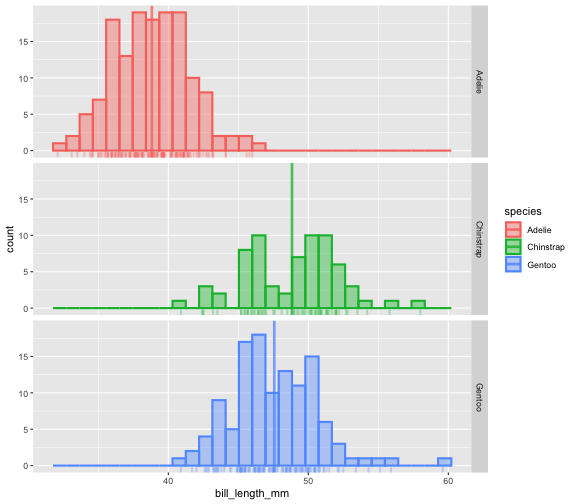 15
10
5
0
Adelie
15
10
5
0
Chinstrap
15
10
5
0
Gentoo
count
40
50
60
bill_length_mm
species
Adelie
Chinstrap
Gentoo